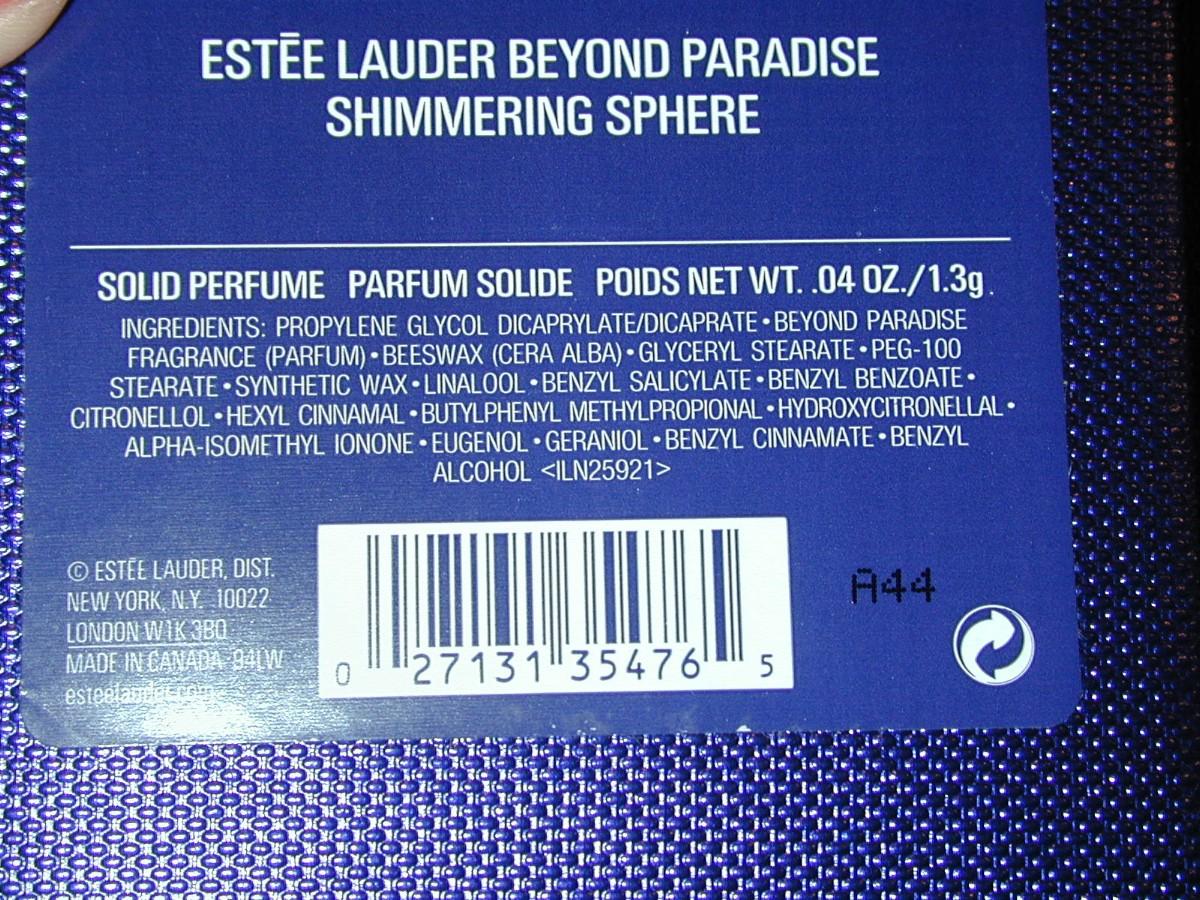 ESTĒE LAUDER BEYOND PARADISE
SHIMMERING SPHERE
SOLID PERFUME PARFUM SOLIDE POIDS NET WT. .04 OZ./1.3g.
INGREDIENTS: PROPYLENE GLYCOL DICAPRYLATE/DICAPRATE • BEYOND PARADISE
FRAGRANCE (PARFUM) • BEESWAX (CERA ALBA) • GLYCERYL STEARATE • PEG-100
STEARATE • SYNTHETIC WAX • LINALOOL • BENZYL SALICYLATE • BENZYL BENZOATE •
CITRONELLOL • HEXYL CINNAMAL • BUTYLPHENYL METHYLPROPIONAL • HYDROXYCITRONELLAL •
ALPHA-ISOMETHYL IONONE • EUGENOL • GERANIOL • BENZYL CINNAMATE • BENZYL
ALCOHOL <ILN25921>
© ESTĒE LAUDER, DIST.
NEW YORK, N.Y. 10022
LONDON W1K 3BQ
MADE IN CANADA 94LW
esteelauder.com
0 27131 35476 5
A44